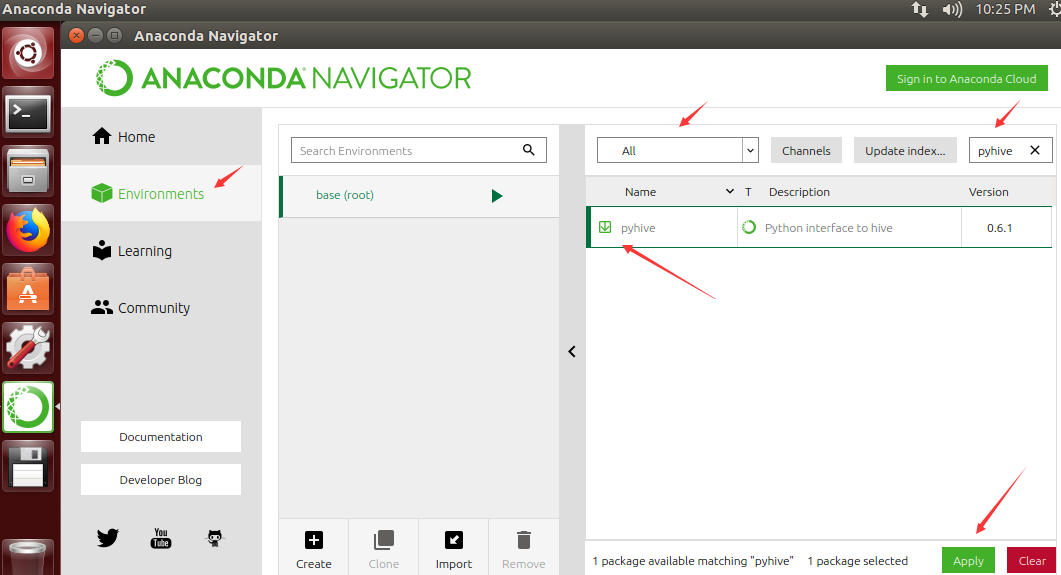 Anaconda Navigator
10:25 PM
Anaconda Navigator
ANACONDA NAVIGATOR
Sign in to Anaconda Cloud
Home
Environments
Learning
Community
Documentation
Developer Blog
You
Tube
Search Environments
base (root)
Create
Clone
Import
Remove
All
Channels
Update index...
pyhive
Name T Description Version
pyhive Python interface to hive 0.6.1
1 package available matching "pyhive" 1 package selected
Apply
Clear